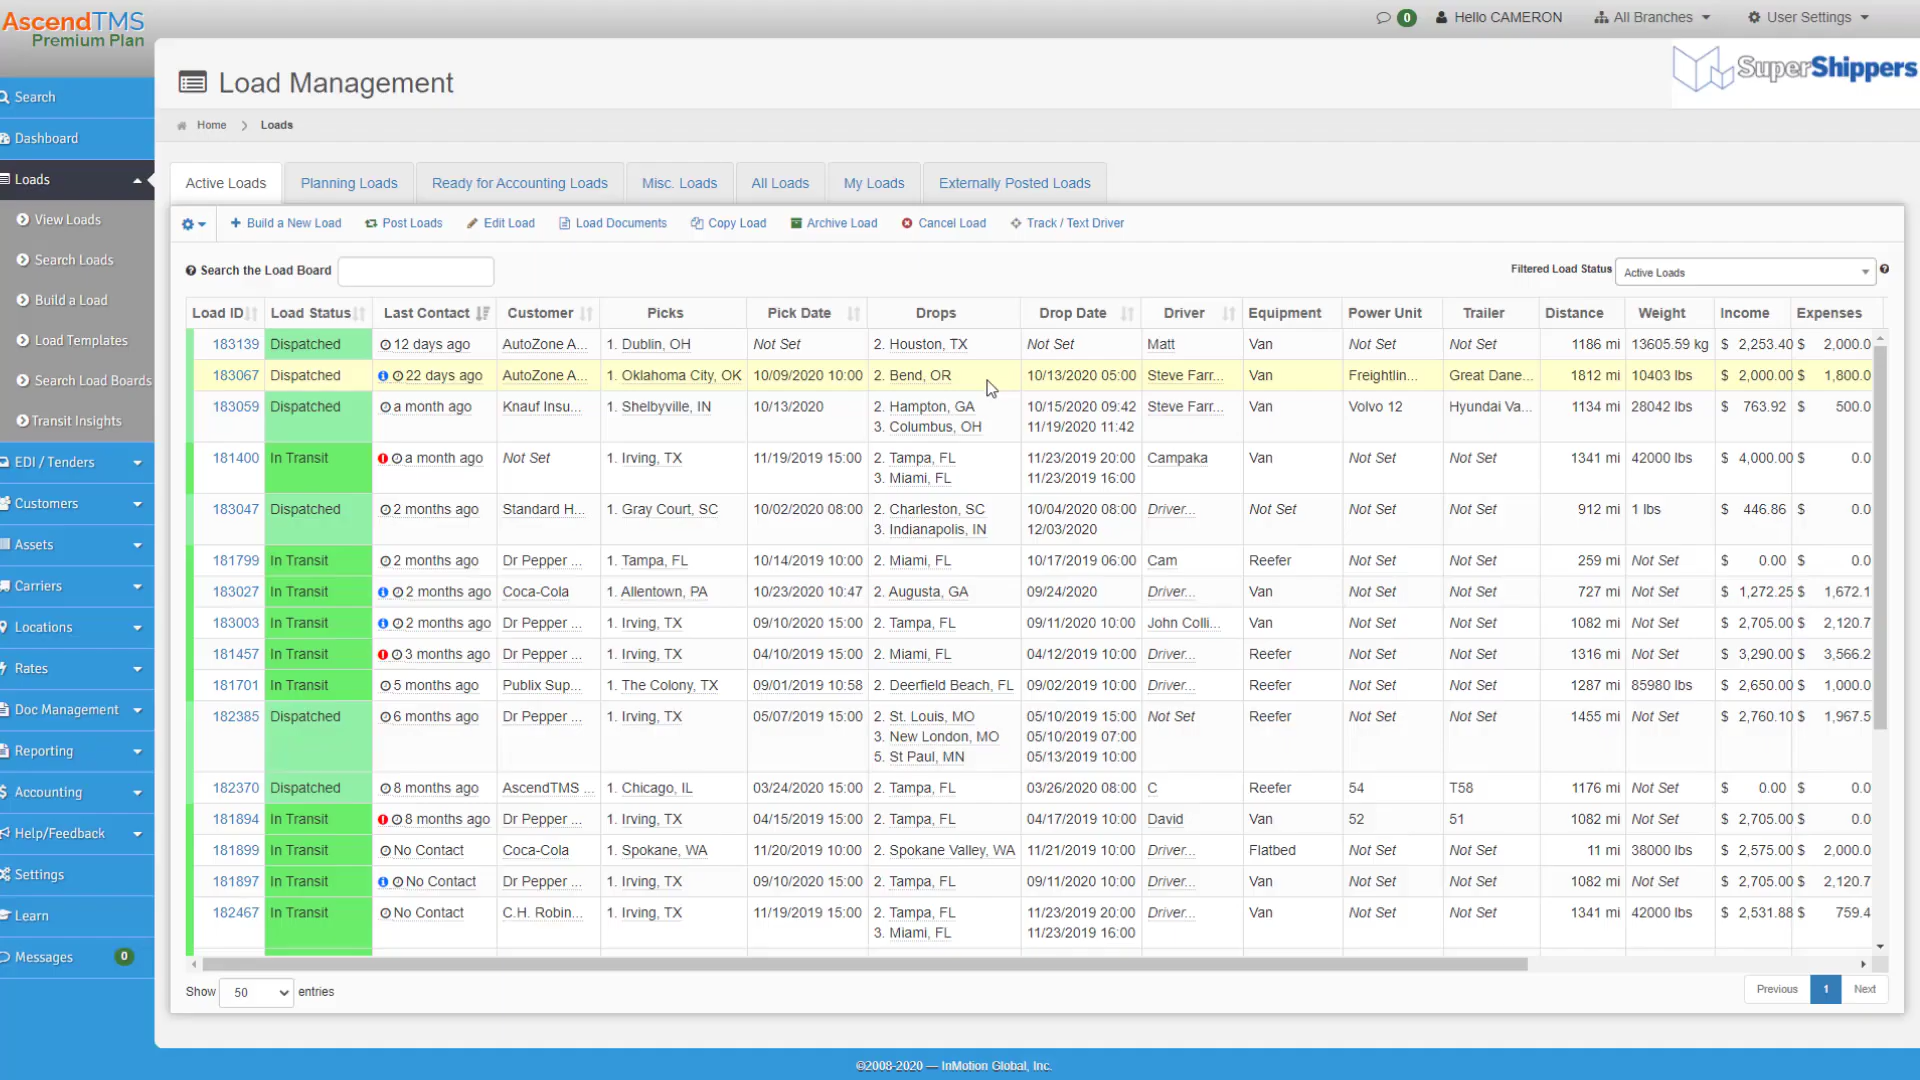 AscendTMS
Premium Plan
0 Hello CAMERON All Branches User Settings
SuperShippers
Load Management
Home Loads
Search
Dashboard
Loads
View Loads
Search Loads
Build a Load
Load Templates
Search Load Boards
Transit Insights
EDI / Tenders
Customers
Assets
Carriers
Locations
Rates
Doc Management
Reporting
Accounting
Help/Feedback
Settings
Learn
Messages 0
Active Loads Planning Loads Ready for Accounting Loads Misc. Loads All Loads My Loads Externally Posted Loads
Build a New Load Post Loads Edit Load Load Documents Copy Load Archive Load Cancel Load Track / Text Driver
Search the Load Board Filtered Load Status Active Loads
Load ID Load Status Last Contact Customer Picks Pick Date Drops Drop Date Driver Equipment Power Unit Trailer Distance Weight Income Expenses
183139 Dispatched 12 days ago AutoZone A... 1. Dublin, OH Not Set 2. Houston, TX Not Set Matt Van Not Set Not Set 1186 mi 13605.59 kg $ 2,253.40 $ 2,000.0
183067 Dispatched 22 days ago AutoZone A... 1. Oklahoma City, OK 10/09/2020 10:00 2. Bend, OR 10/13/2020 05:00 Steve Farr... Van Freightlin... Great Dane... 1812 mi 10403 lbs $ 2,000.00 $ 1,800.0
183059 Dispatched a month ago Knauf Insu... 1. Shelbyville, IN 10/13/2020 2. Hampton, GA 10/15/2020 09:42 Steve Farr... Van Volvo 12 Hyundai Va... 1134 mi 28042 lbs $ 763.92 $ 500.0
3. Columbus, OH 11/19/2020 11:42
181400 In Transit a month ago Not Set 1. Irving, TX 11/19/2019 15:00 2. Tampa, FL 11/23/2019 20:00 Campaka Van Not Set Not Set 1341 mi 42000 lbs $ 4,000.00 $ 0.0
3. Miami, FL 11/23/2019 16:00
183047 Dispatched 2 months ago Standard H... 1. Gray Court, SC 10/02/2020 08:00 2. Charleston, SC 10/04/2020 08:00 Driver... Not Set Not Set Not Set 912 mi 1 lbs $ 446.86 $ 0.0
3. Indianapolis, IN 12/03/2020
181799 In Transit 2 months ago Dr Pepper ... 1. Tampa, FL 10/14/2019 10:00 2. Miami, FL 10/17/2019 06:00 Cam Reefer Not Set Not Set 259 mi Not Set $ 0.00 $ 0.0
183027 In Transit 2 months ago Coca-Cola 1. Allentown, PA 10/23/2020 10:47 2. Augusta, GA 09/24/2020 Driver... Van Not Set Not Set 727 mi Not Set $ 1,272.25 $ 1,672.1
183003 In Transit 2 months ago Dr Pepper ... 1. Irving, TX 09/10/2020 15:00 2. Tampa, FL 09/11/2020 10:00 John Colli... Van Not Set Not Set 1082 mi Not Set $ 2,705.00 $ 2,120.7
181457 In Transit 3 months ago Dr Pepper ... 1. Irving, TX 04/10/2019 15:00 2. Miami, FL 04/12/2019 10:00 Driver... Reefer Not Set Not Set 1316 mi Not Set $ 3,290.00 $ 3,566.2
181701 In Transit 5 months ago Publix Sup... 1. The Colony, TX 09/01/2019 10:58 2. Deerfield Beach, FL 09/02/2019 10:00 Driver... Reefer Not Set Not Set 1287 mi 85980 lbs $ 2,650.00 $ 1,000.0
182385 Dispatched 6 months ago Dr Pepper ... 1. Irving, TX 05/07/2019 15:00 2. St. Louis, MO 05/10/2019 15:00 Not Set Reefer Not Set Not Set 1455 mi Not Set $ 2,760.10 $ 1,967.5
3. New London, MO 05/10/2019 07:00
5. St Paul, MN 05/13/2019 10:00
182370 Dispatched 8 months ago AscendTMS ... 1. Chicago, IL 03/24/2020 15:00 2. Tampa, FL 03/26/2020 08:00 C Reefer 54 T58 1176 mi Not Set $ 0.00 $ 0.0
181894 In Transit 8 months ago Dr Pepper ... 1. Irving, TX 04/15/2019 15:00 2. Tampa, FL 04/17/2019 10:00 David Van 52 51 1082 mi Not Set $ 2,705.00 $ 0.0
181899 In Transit No Contact Coca-Cola 1. Spokane, WA 11/20/2019 10:00 2. Spokane Valley, WA 11/21/2019 10:00 Driver... Flatbed Not Set Not Set 11 mi 38000 lbs $ 2,575.00 $ 2,000.0
181897 In Transit No Contact Dr Pepper ... 1. Irving, TX 09/10/2020 15:00 2. Tampa, FL 09/11/2020 10:00 Driver... Van Not Set Not Set 1082 mi Not Set $ 2,705.00 $ 2,120.7
182467 In Transit No Contact C.H. Robin... 1. Irving, TX 11/19/2019 15:00 2. Tampa, FL 11/23/2019 20:00 Driver... Van Not Set Not Set 1341 mi 42000 lbs $ 2,531.88 $ 759.4
3. Miami, FL 11/23/2019 16:00
Show 50 entries Previous 1 Next
©2008-2020 — InMotion Global, Inc.